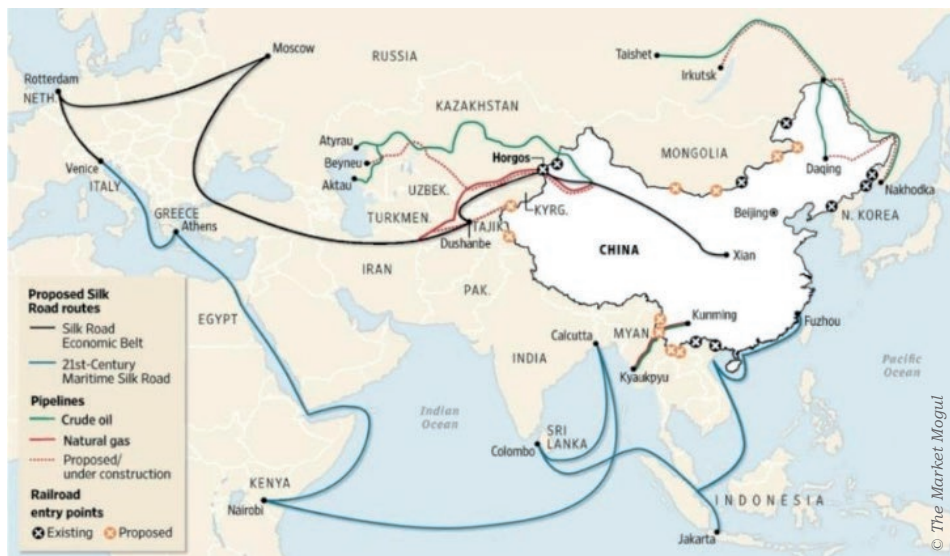 Moscow
RUSSIA
Taishet
Irkutsk
Rotterdam
NETH.
KAZAKHSTAN
Atyrau
Beyneu
Aktau
Horgos
MONGOLIA
Daqing
Nakhodka
Venice
ITALY
UZBEK.
KYRG.
TURKMEN.
TAJIK.
Dushanbe
Beijing
N. KOREA
GREECE
Athens
CHINA
Xian
IRAN
PAK.
EGYPT
Kunming
Fuzhou
Calcutta
MYAN.
INDIA
Kyaukpyu
Pacific
Ocean
Indian
Ocean
SRI
LANKA
Colombo
KENYA
Nairobi
INDONESIA
Jakarta
Proposed Silk
Road routes
Silk Road
Economic Belt
21st-Century
Maritime Silk Road
Pipelines
Crude oil
Natural gas
Proposed/
under construction
Railroad
entry points
Existing Proposed
© The Market Mogul